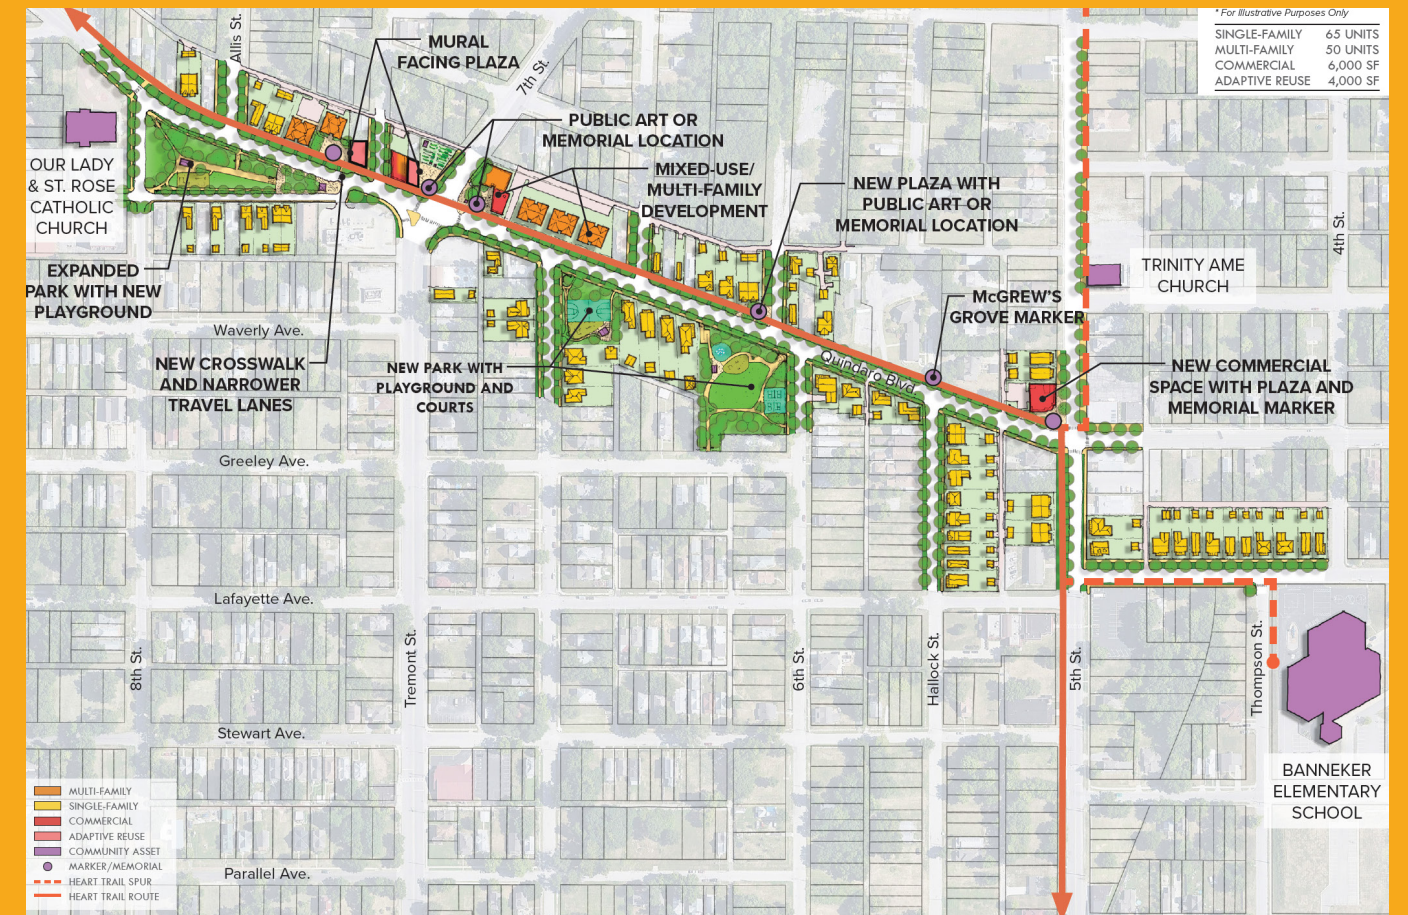 * For Illustrative Purposes Only
SINGLE-FAMILY 65 UNITS
MULTI-FAMILY 50 UNITS
COMMERCIAL 6,000 SF
ADAPTIVE REUSE 4,000 SF
Allis St.
MURAL
FACING PLAZA
7th St.
PUBLIC ART OR
MEMORIAL LOCATION
MIXED-USE/
MULTI-FAMILY
DEVELOPMENT
NEW PLAZA WITH
PUBLIC ART OR
MEMORIAL LOCATION
OUR LADY
& ST. ROSE
CATHOLIC
CHURCH
4th St.
TRINITY AME
CHURCH
EXPANDED
PARK WITH NEW
PLAYGROUND
McGREW'S
GROVE MARKER
Waverly Ave.
NEW CROSSWALK
AND NARROWER
TRAVEL LANES
NEW PARK WITH
PLAYGROUND AND
COURTS
Quindaro Blvd.
NEW COMMERCIAL
SPACE WITH PLAZA AND
MEMORIAL MARKER
Greeley Ave.
Lafayette Ave.
8th St.
Tremont St.
6th St.
Hallock St.
5th St.
Thompson St.
Stewart Ave.
BANNEKER
ELEMENTARY
SCHOOL
MULTI-FAMILY
SINGLE-FAMILY
COMMERCIAL
ADAPTIVE REUSE
COMMUNITY ASSET
MARKER/MEMORIAL
HEART TRAIL SPUR
HEART TRAIL ROUTE
Parallel Ave.